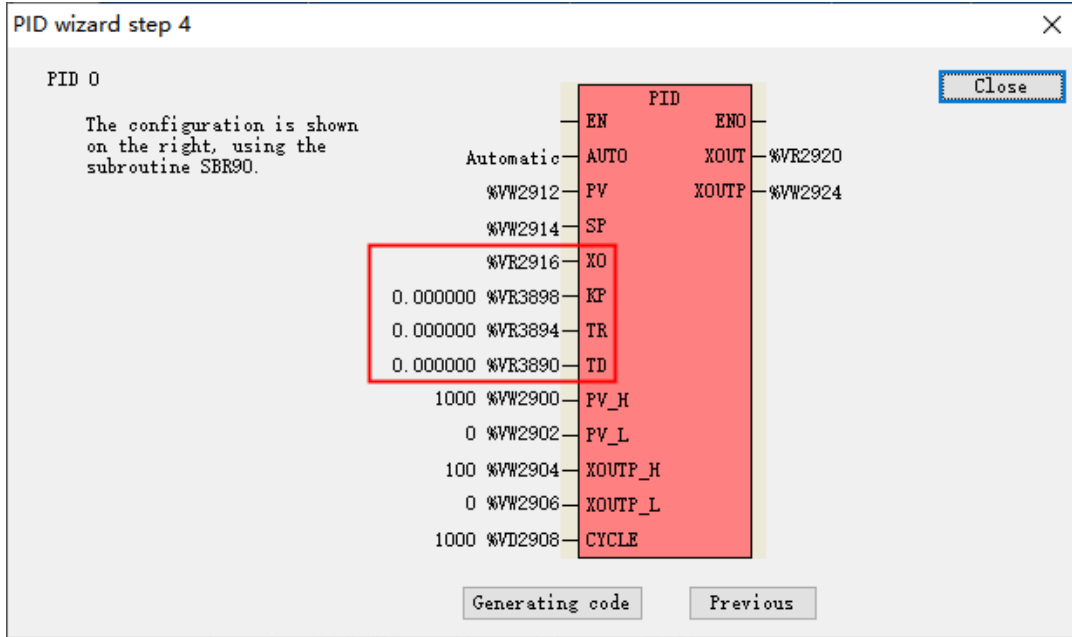 PID wizard step 4
PID 0
Close
The configuration is shown
on the right, using the
subroutine SBR90.
PID
EN ENO
Automatic AUTO XOUT %VR2920
%VW2912 PV XOUTP %VW2924
%VW2914 SP
%VR2916 XO
0.000000 %VR3898 KP
0.000000 %VR3894 TR
0.000000 %VR3890 TD
1000 %VW2900 PV_H
0 %VW2902 PV_L
100 %VW2904 XOUTP_H
0 %VW2906 XOUTP_L
1000 %VD2908 CYCLE
Generating code Previous